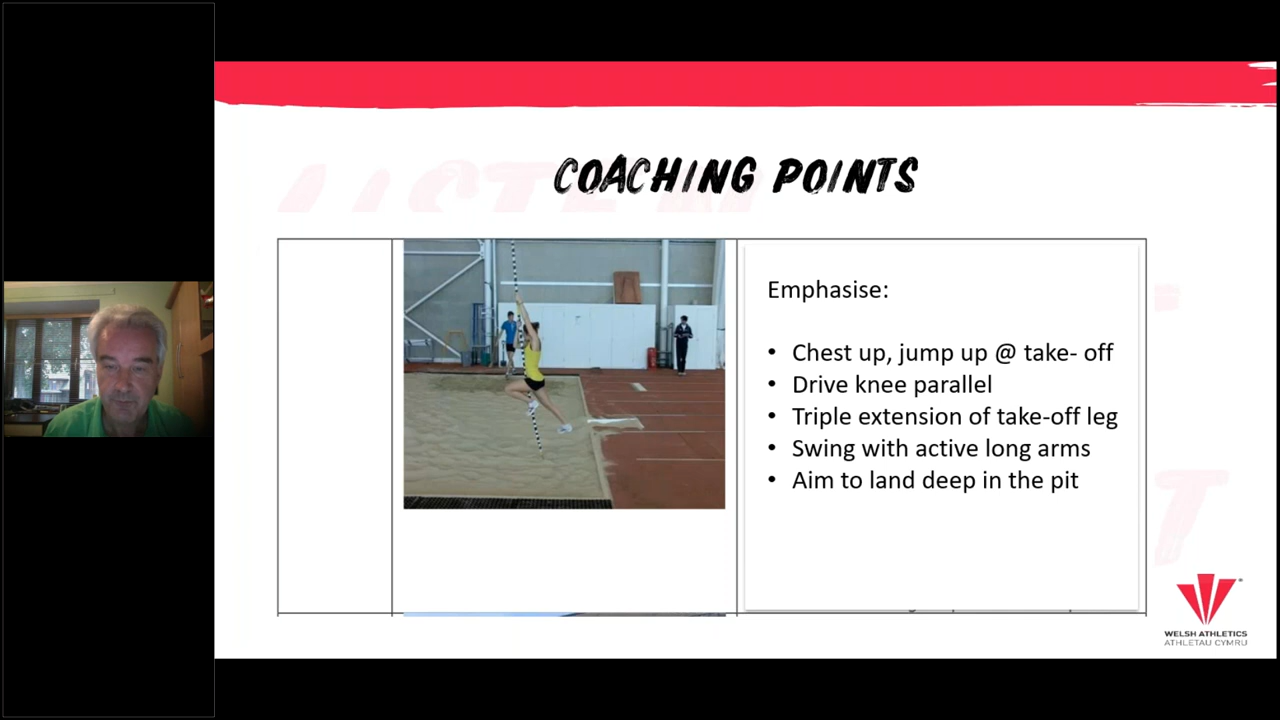 COACHING POINTS
Emphasise:
• Chest up, jump up @ take- off
• Drive knee parallel
• Triple extension of take-off leg
• Swing with active long arms
• Aim to land deep in the pit
WELSH ATHLETICS
ATHLETAU CYMRU